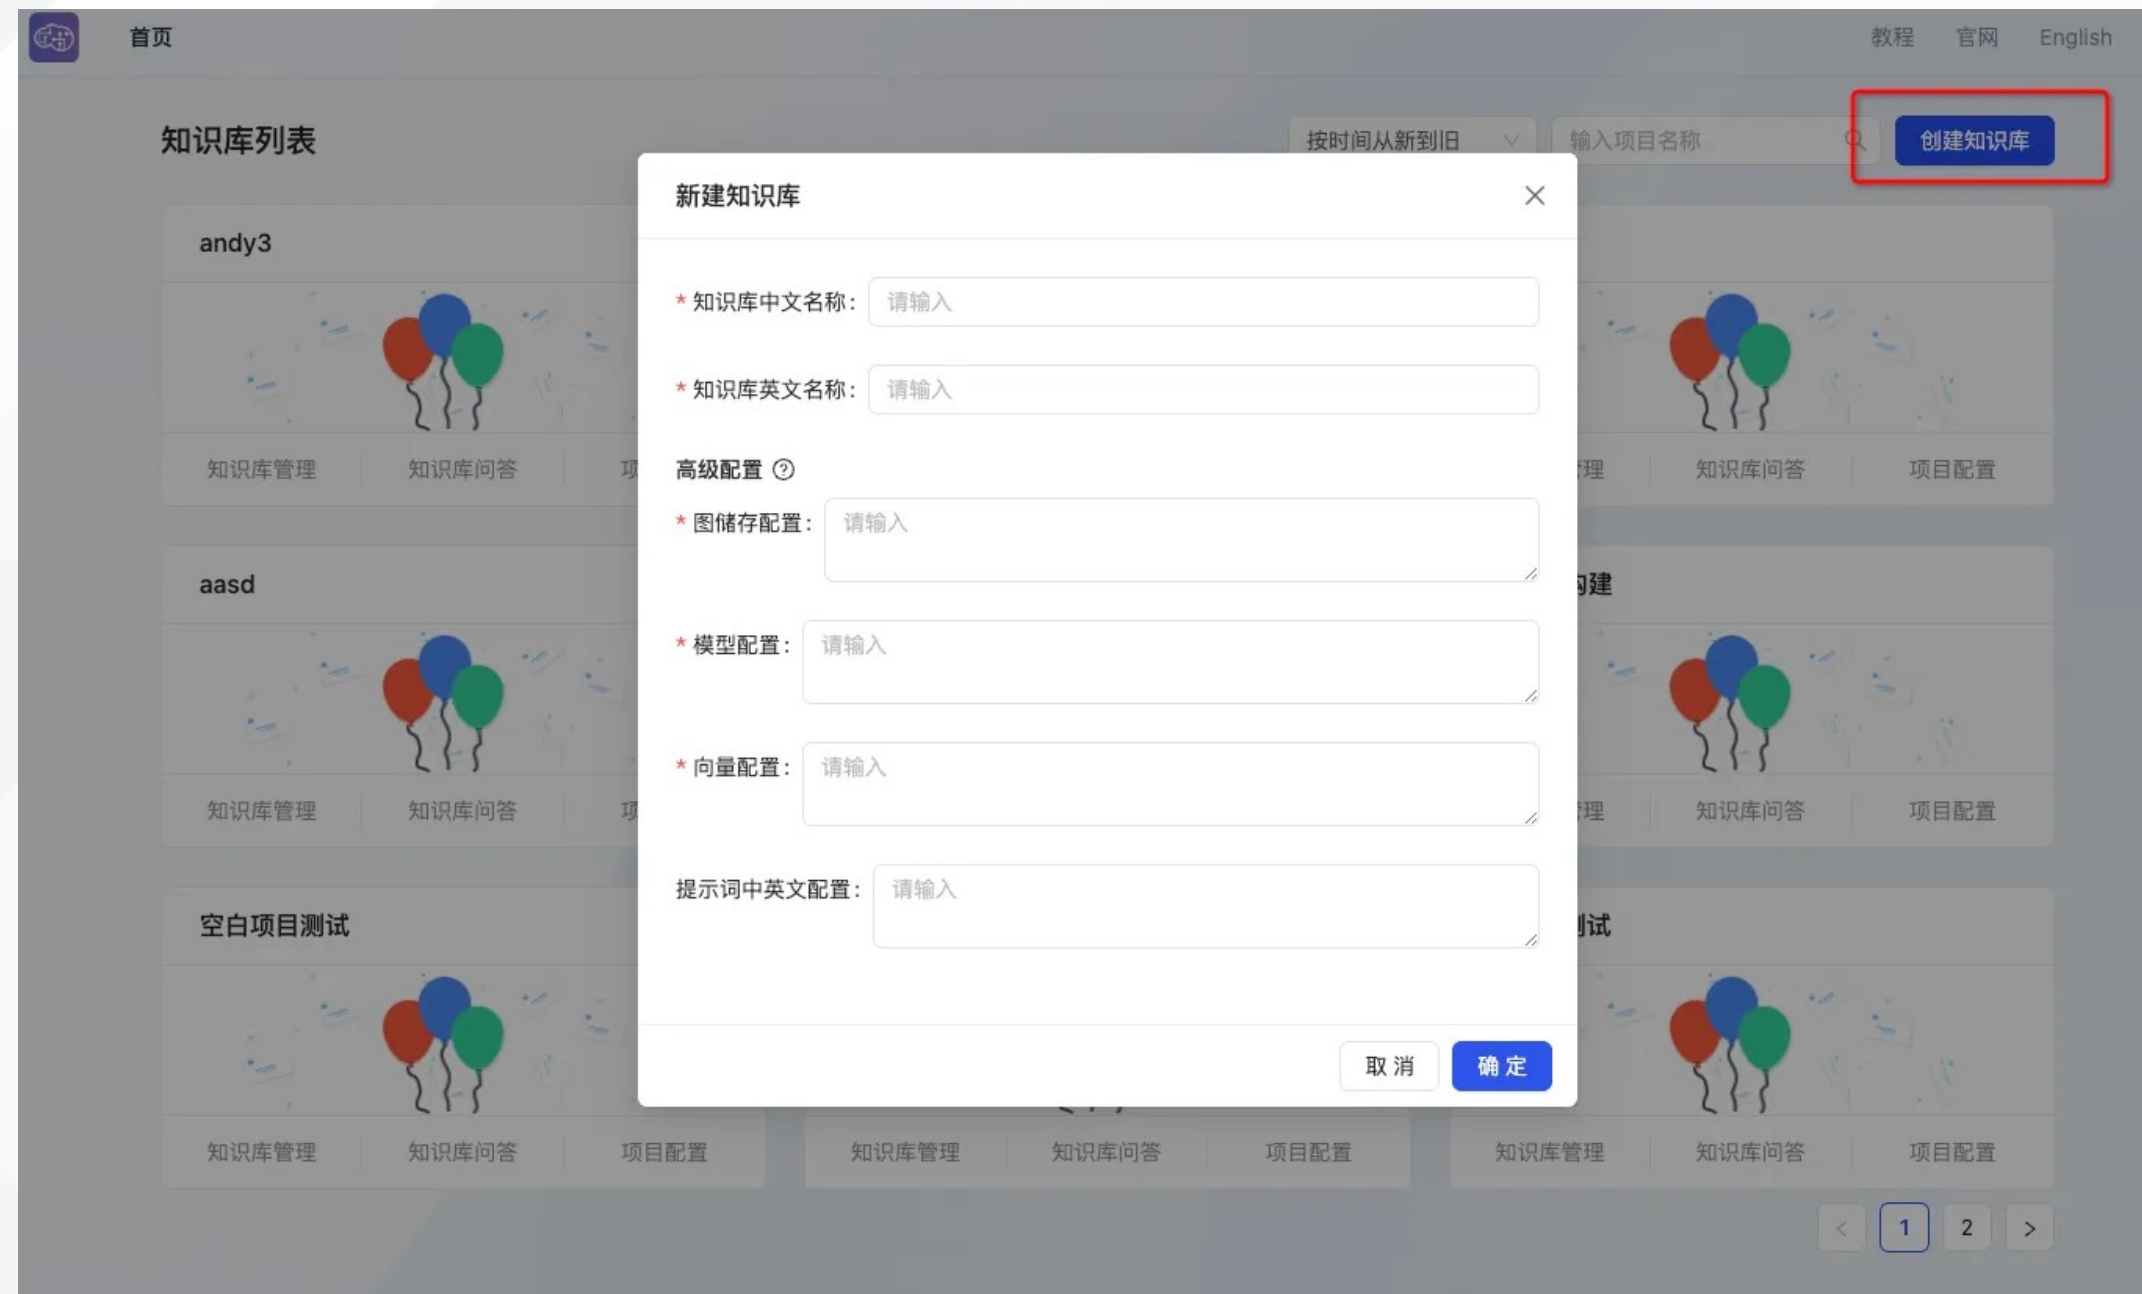 首页
教程 官网 English
知识库列表
按时间从新到旧
输入项目名称
创建知识库
新建知识库
andy3
* 知识库中文名称: 请输入
* 知识库英文名称: 请输入
高级配置
知识库管理 知识库问答 项
理 知识库问答 项目配置
* 图储存配置: 请输入
aasd
构建
* 模型配置: 请输入
* 向量配置: 请输入
知识库管理 知识库问答 项
理 知识库问答 项目配置
提示词中英文配置: 请输入
空白项目测试
测试
取 消 确 定
知识库管理 知识库问答 项目配置 知识库管理 知识库问答 项目配置 知识库管理 知识库问答 项目配置
< 1 2 >